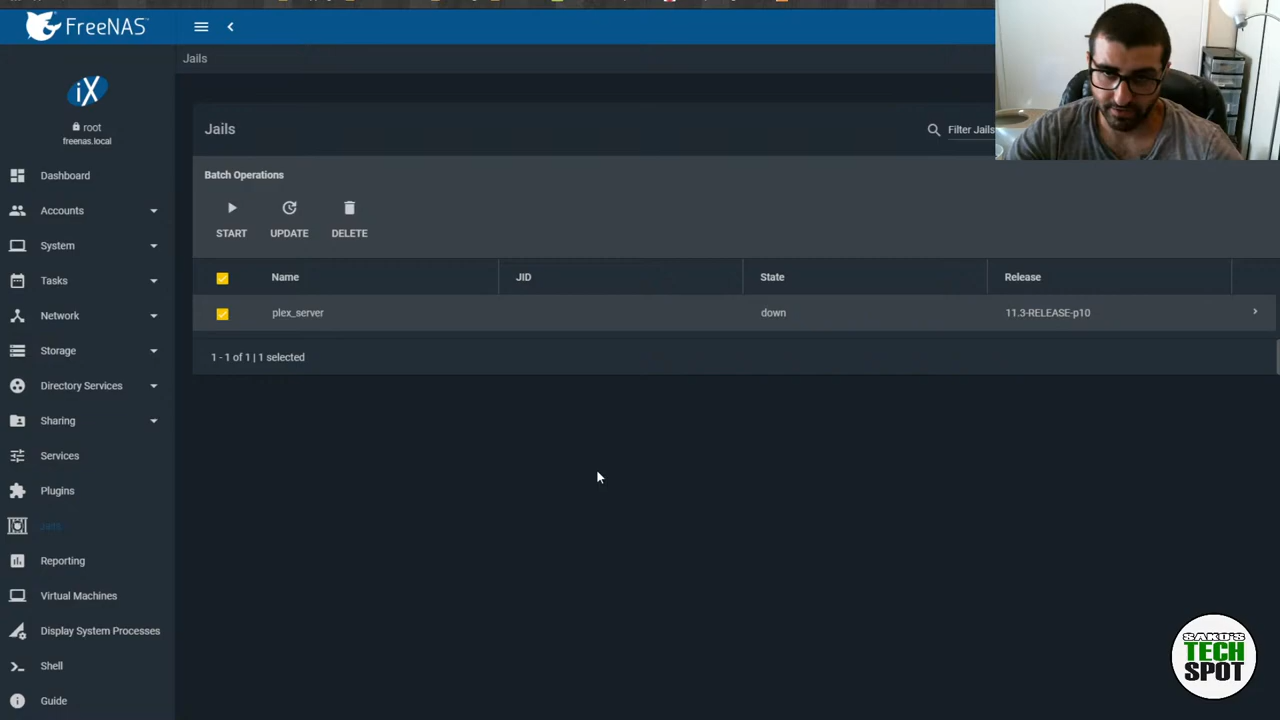 FreeNAS
Jails
iX
root
freenas.local
Jails
Filter Jails
Batch Operations
START UPDATE DELETE
Name JID State Release
plex_server down 11.3-RELEASE-p10
1 - 1 of 1 | 1 selected
Dashboard
Accounts
System
Tasks
Network
Storage
Directory Services
Sharing
Services
Plugins
Jails
Reporting
Virtual Machines
Display System Processes
Shell
Guide
SAKO'S
TECH
SPOT